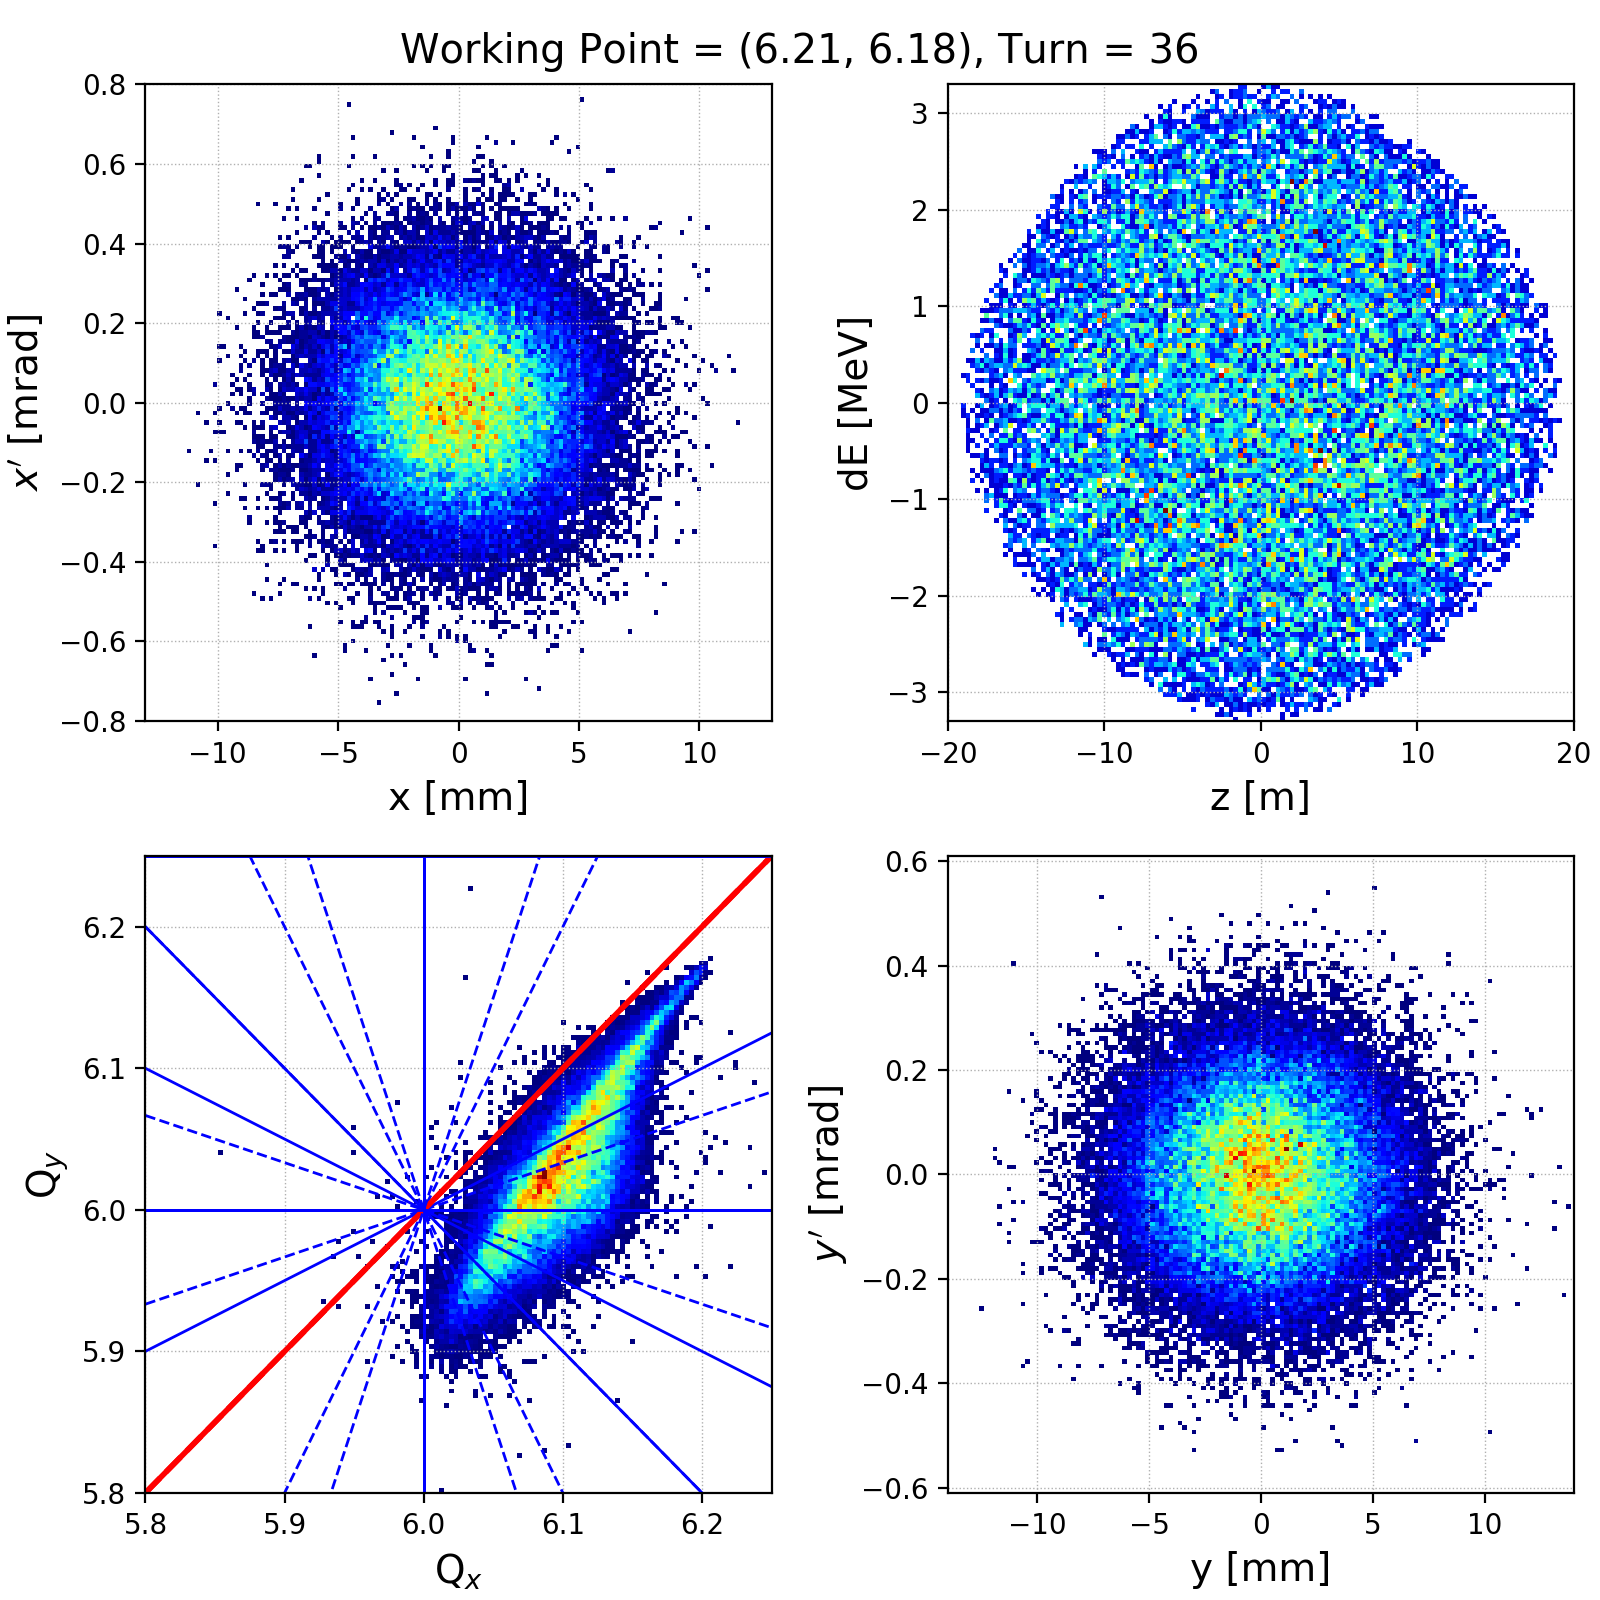 Working Point = (6.21, 6.18), Turn = 36
0.8
0.6
0.4
0.2
0.0
−0.2
−0.4
−0.6
−0.8
x′ [mrad]
−10 −5 0 5 10
x [mm]
3
2
1
0
−1
−2
−3
dE [MeV]
−20 −10 0 10 20
z [m]
6.2
6.1
6.0
5.9
5.8
Qy
5.8 5.9 6.0 6.1 6.2
Qx
0.6
0.4
0.2
0.0
−0.2
−0.4
−0.6
y′ [mrad]
−10 −5 0 5 10
y [mm]